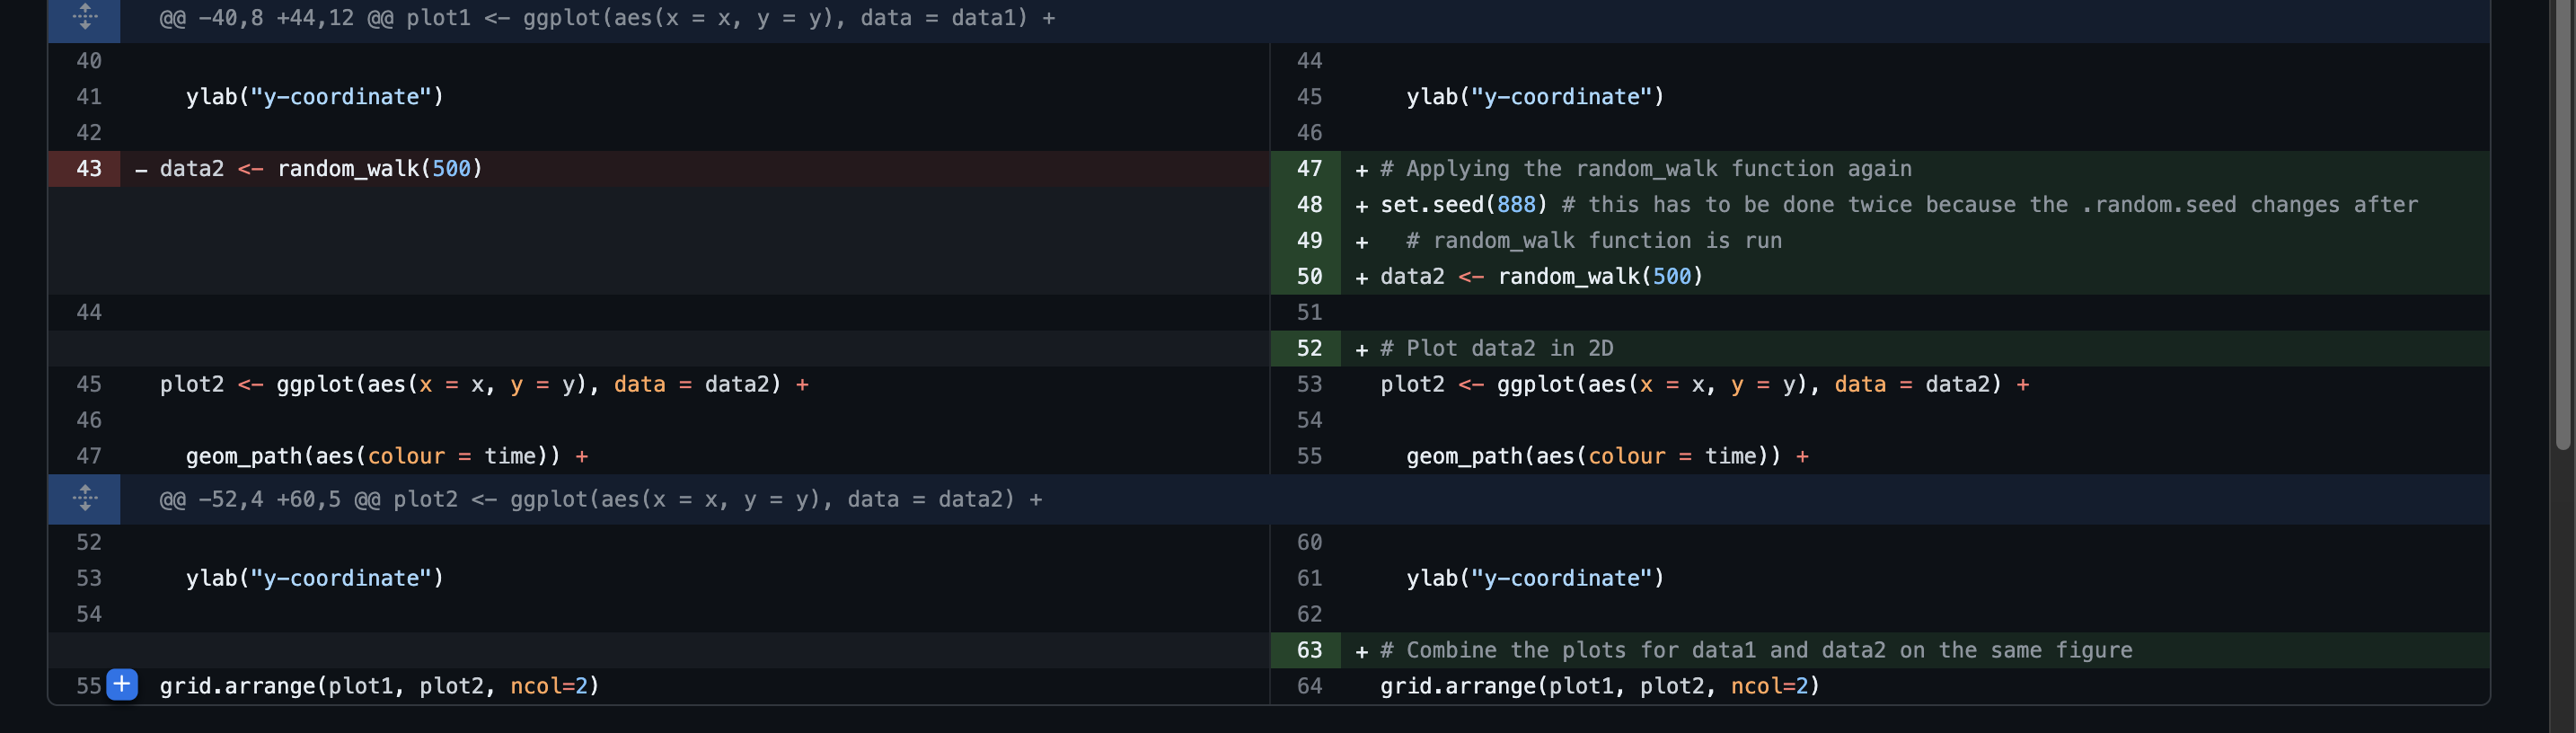 @@ -40,8 +44,12 @@ plot1 <- ggplot(aes(x = x, y = y), data = data1) +
40
41 ylab("y-coordinate")
42
43 - data2 <- random_walk(500)
44
45 plot2 <- ggplot(aes(x = x, y = y), data = data2) +
46
47 geom_path(aes(colour = time)) +
44
45 ylab("y-coordinate")
46
47 + # Applying the random_walk function again
48 + set.seed(888) # this has to be done twice because the .random.seed changes after
49 + # random_walk function is run
50 + data2 <- random_walk(500)
51
52 + # Plot data2 in 2D
53 plot2 <- ggplot(aes(x = x, y = y), data = data2) +
54
55 geom_path(aes(colour = time)) +
@@ -52,4 +60,5 @@ plot2 <- ggplot(aes(x = x, y = y), data = data2) +
52
53 ylab("y-coordinate")
54
55 + grid.arrange(plot1, plot2, ncol=2)
60
61 ylab("y-coordinate")
62
63 + # Combine the plots for data1 and data2 on the same figure
64 grid.arrange(plot1, plot2, ncol=2)